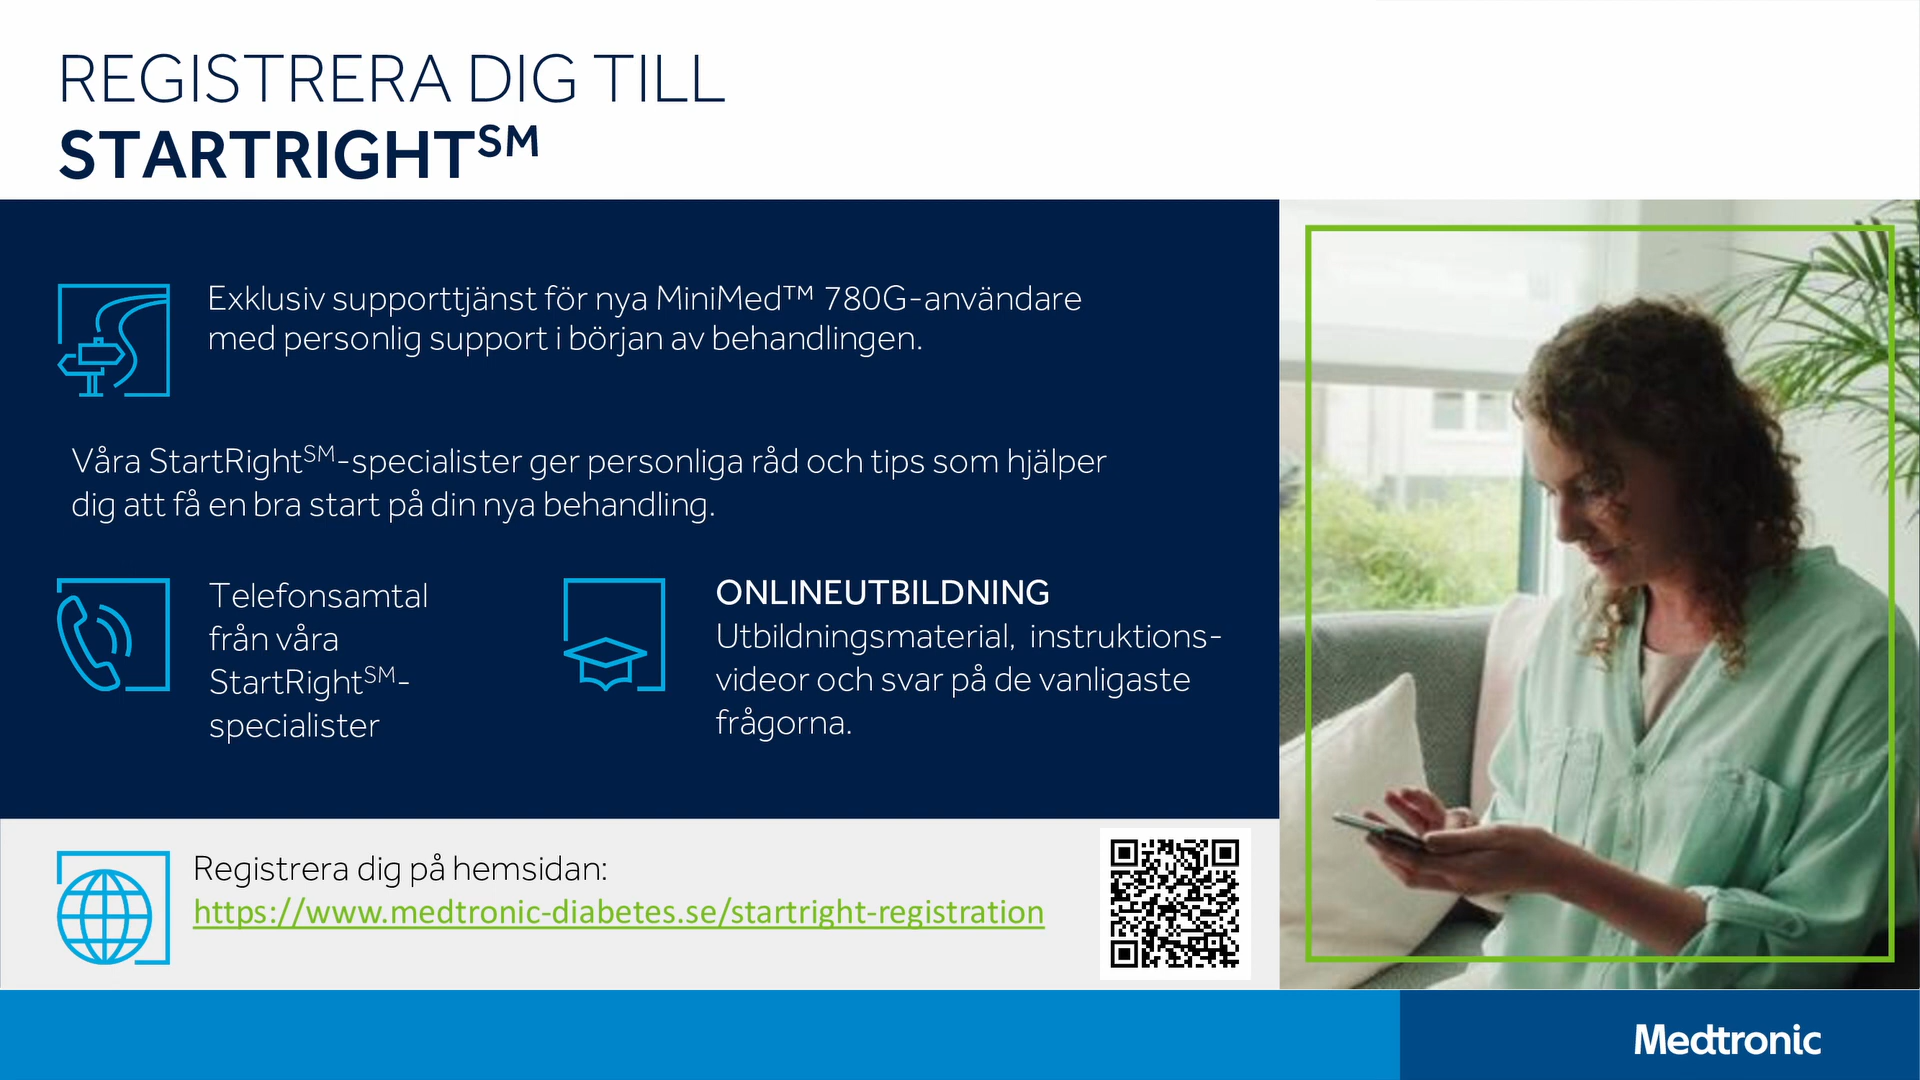 REGISTRERA DIG TILL
STARTRIGHT℠
Exklusiv supporttjänst för nya MiniMed™ 780G-användare
med personlig support i början av behandlingen.
Våra StartRight℠-specialister ger personliga råd och tips som hjälper
dig att få en bra start på din nya behandling.
Telefonsamtal
från våra
StartRight℠-
specialister
ONLINEUTBILDNING
Utbildningsmaterial, instruktions-
videor och svar på de vanligaste
frågorna.
Registrera dig på hemsidan:
https://www.medtronic-diabetes.se/startright-registration
Medtronic